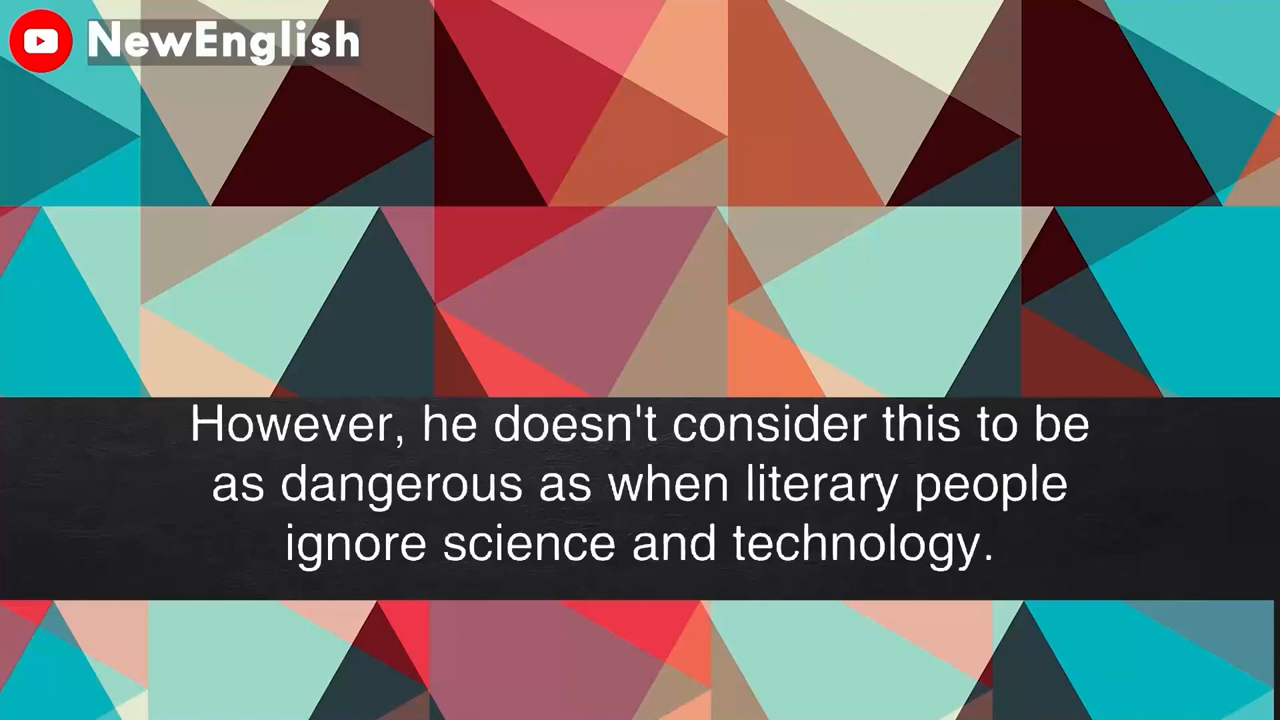 NewEnglish
However, he doesn't consider this to be
as dangerous as when literary people
ignore science and technology.